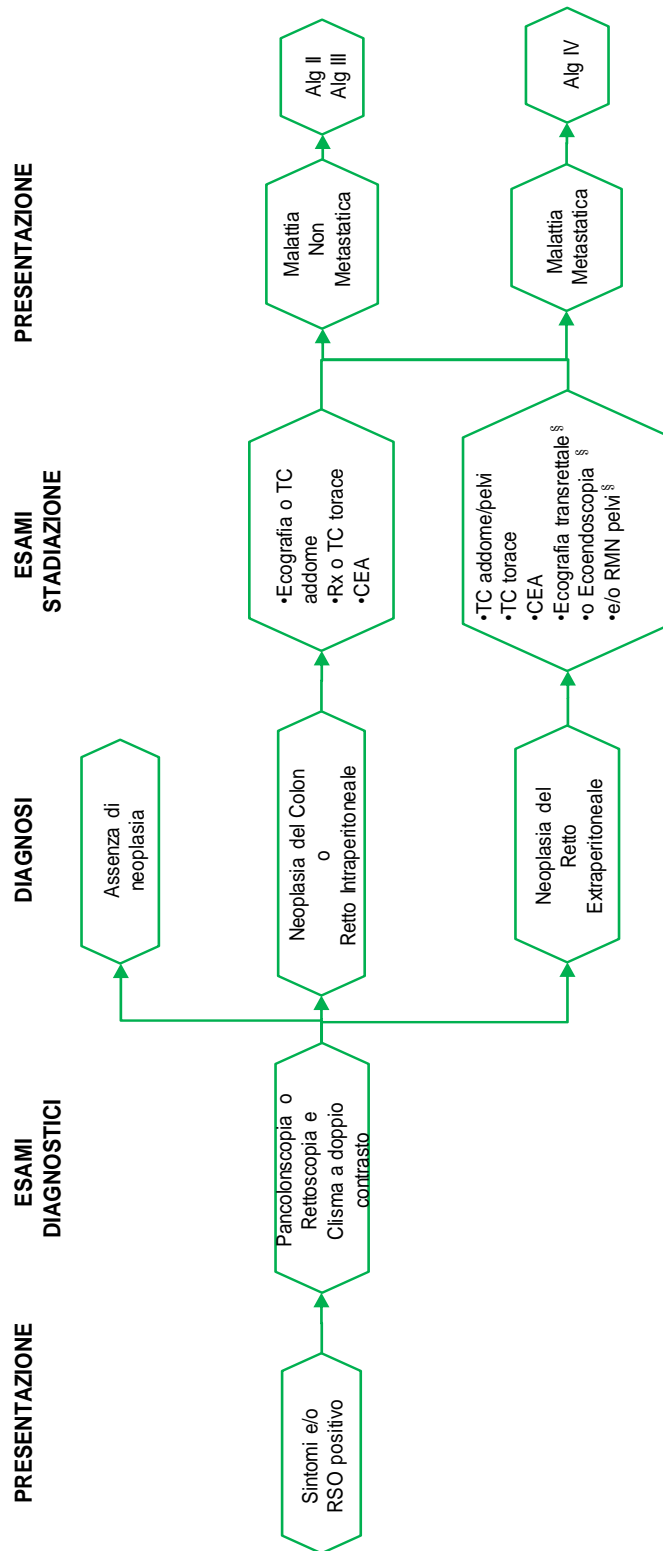 PRESENTAZIONE
ESAMI
DIAGNOSTICI
DIAGNOSI
ESAMI
STADIAZIONE
PRESENTAZIONE
Sintomi e/o
RSO positivo
Pancolonscopia o
Rettoscopia e
Clisma a doppio
contrasto
Assenza di
neoplasia
Neoplasia del Colon
o
Retto Intraperitoneale
Neoplasia del
Retto
Extraperitoneale
•Ecografia o TC
addome
•Rx o TC torace
•CEA
•TC addome/pelvi
•TC torace
•CEA
•Ecografia transrettale§
•o Ecoendoscopia §
•e/o RMN pelvi§
Malattia
Non
Metastatica
Malattia
Metastatica
Alg II
Alg III
Alg IV